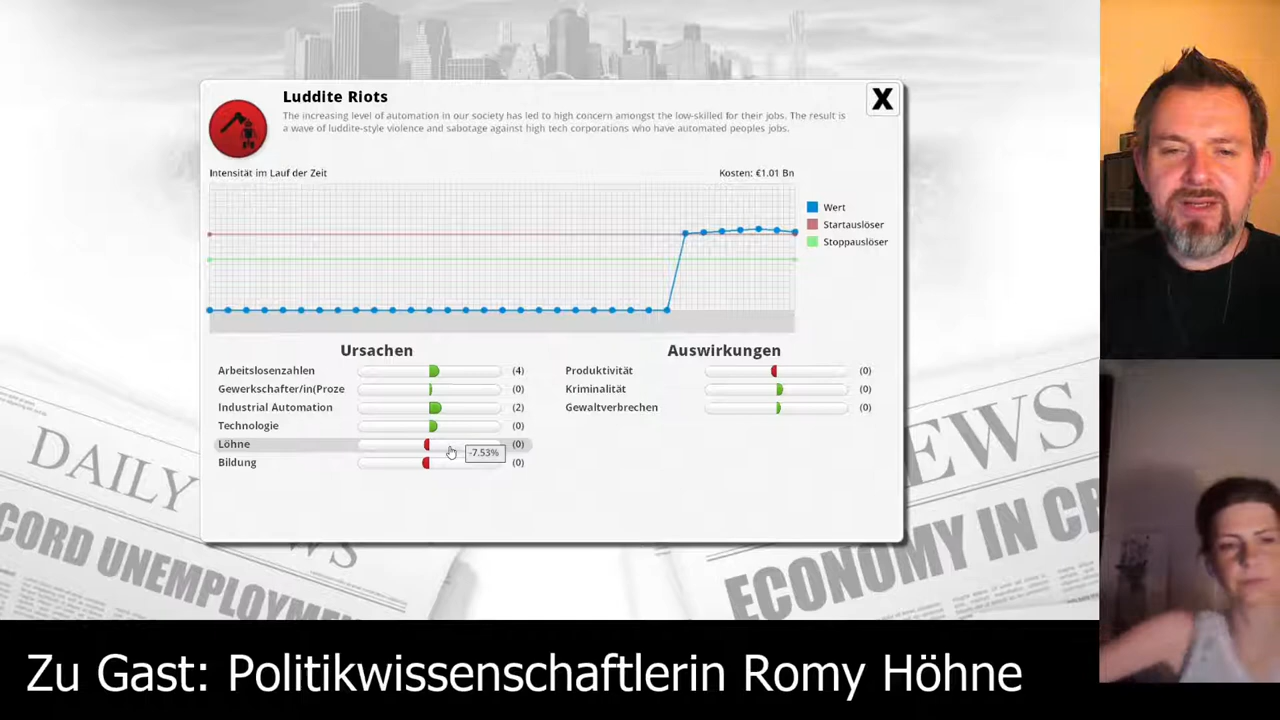 Luddite Riots
X
The increasing level of automation in our society has led to high concern amongst the low-skilled for their jobs. The result is
a wave of luddite-style violence and sabotage against high tech corporations who have automated peoples jobs.
Intensität im Lauf der Zeit
Kosten: €1.01 Bn
Wert
Startauslöser
Stoppauslöser
Ursachen
Arbeitslosenzahlen (4)
Gewerkschafter/in(Proze (0)
Industrial Automation (2)
Technologie (0)
Löhne (0)
-7.53%
Bildung (0)
Auswirkungen
Produktivität (0)
Kriminalität (0)
Gewaltverbrechen (0)
DAILY NEWS
CORD UNEMPLOYME
NEWS
ECONOMY IN CR
Zu Gast: Politikwissenschaftlerin Romy Höhne